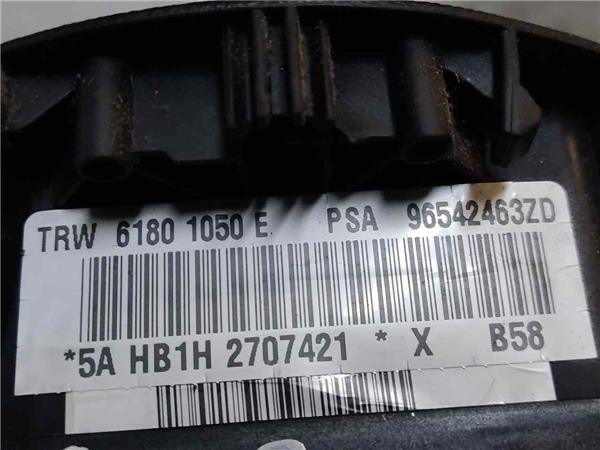 TRW 6180 1050 E PSA 96542463ZD
*5A HB1H 2707421 * X B58